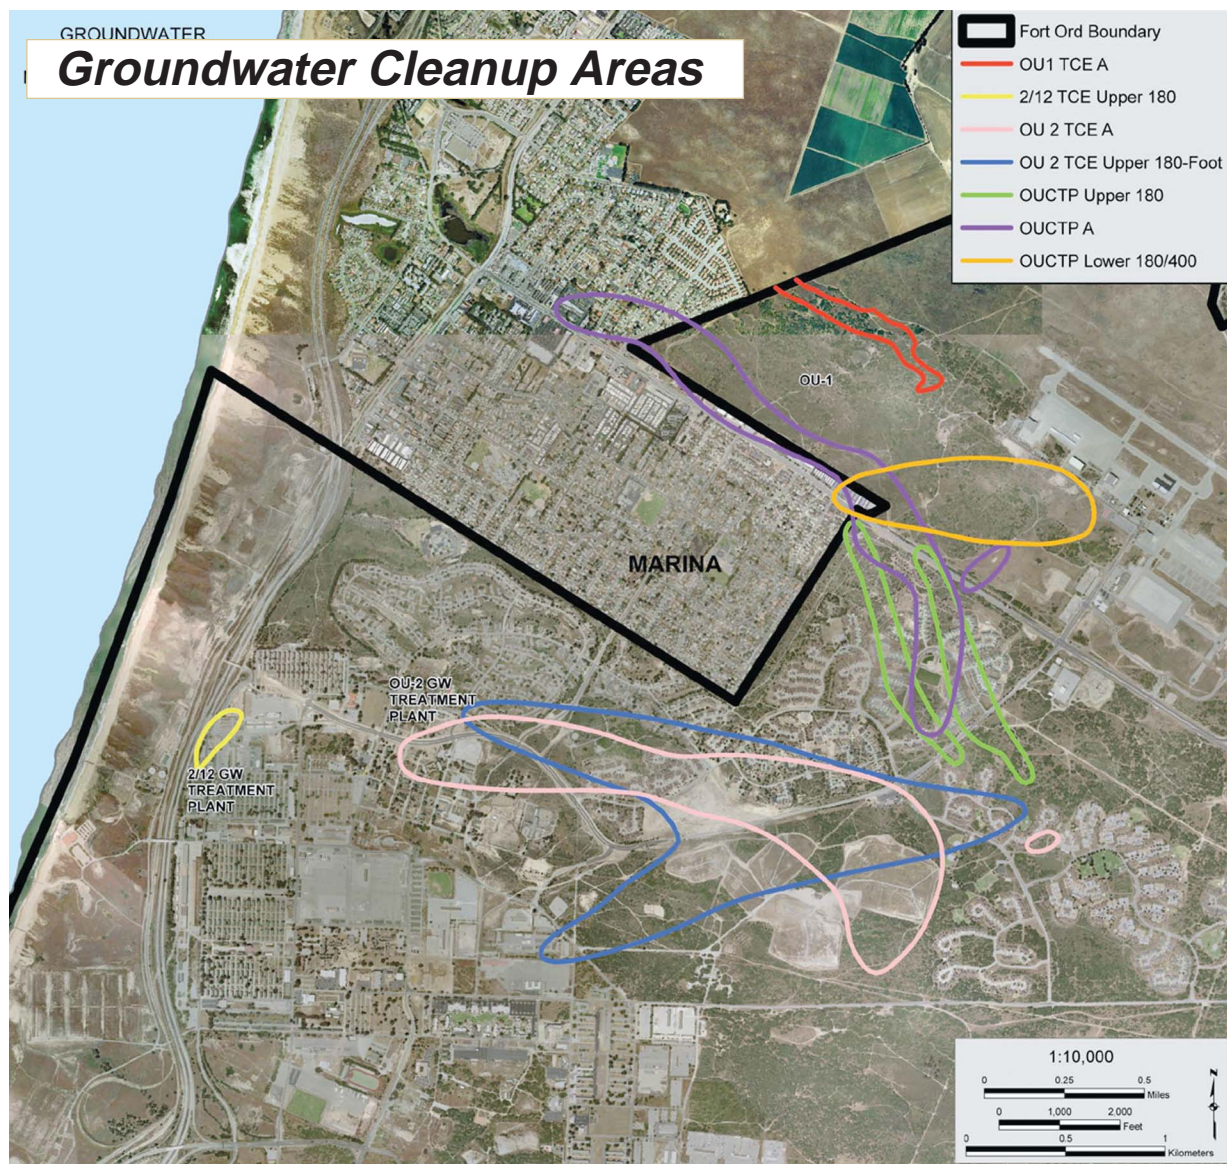 GROUNDWATER
Groundwater Cleanup Areas
Fort Ord Boundary
OU1 TCE A
2/12 TCE Upper 180
OU 2 TCE A
OU 2 TCE Upper 180-Foot
OUCTP Upper 180
OUCTP A
OUCTP Lower 180/400
OU-1
MARINA
OU-2 GW
TREATMENT
PLANT
2/12 GW
TREATMENT
PLANT
1:10,000
0 0.25 0.5
Miles
0 1,000 2,000
Feet
0 0.5 1
Kilometers
N